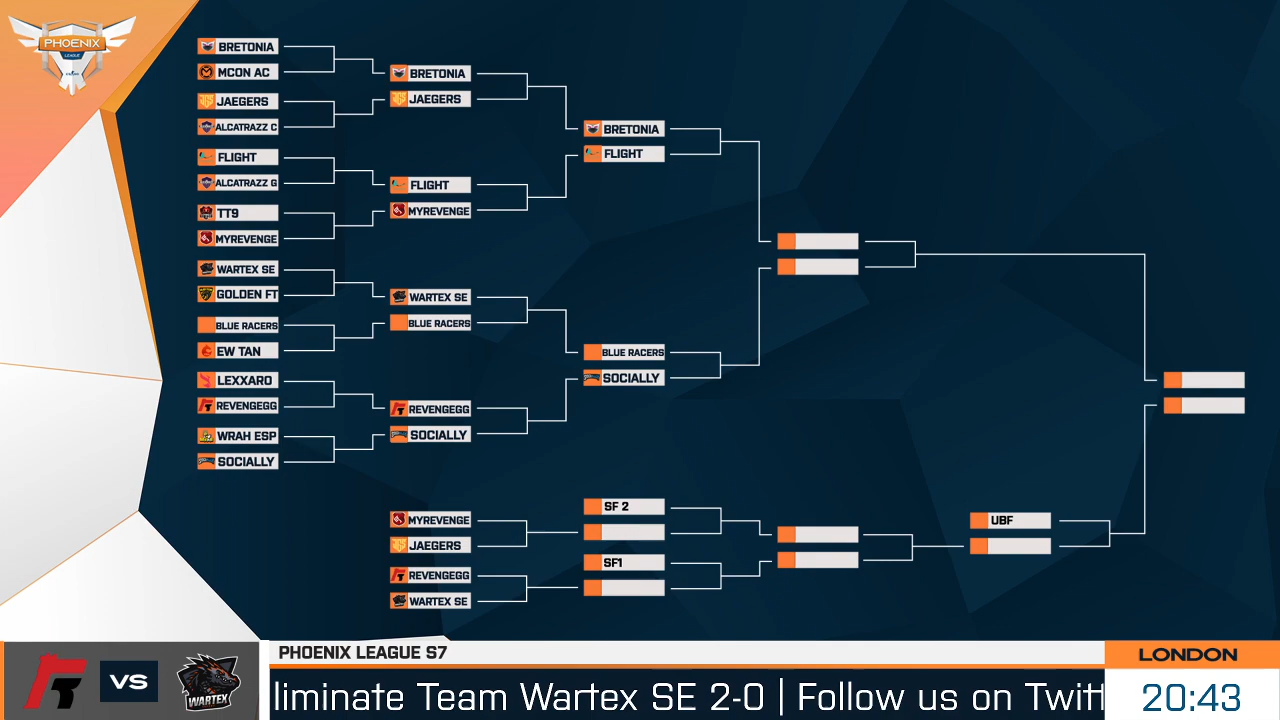 PHOENIX
LEAGUE
BRETONIA
MCON AC
JAEGERS
ALCATRAZZ C
FLIGHT
ALCATRAZZ G
TT9
MYREVENGE
WARTEX SE
GOLDEN FT
BLUE RACERS
EW TAN
LEXXARO
REVENGEGG
WRAH ESP
SOCIALLY
BRETONIA
JAEGERS
FLIGHT
MYREVENGE
WARTEX SE
BLUE RACERS
REVENGEGG
SOCIALLY
BRETONIA
FLIGHT
BLUE RACERS
SOCIALLY
MYREVENGE
JAEGERS
REVENGEGG
WARTEX SE
SF 2
SF1
UBF
VS
WARTEX
PHOENIX LEAGUE S7
liminate Team Wartex SE 2-0 | Follow us on Twitt
LONDON
20:43